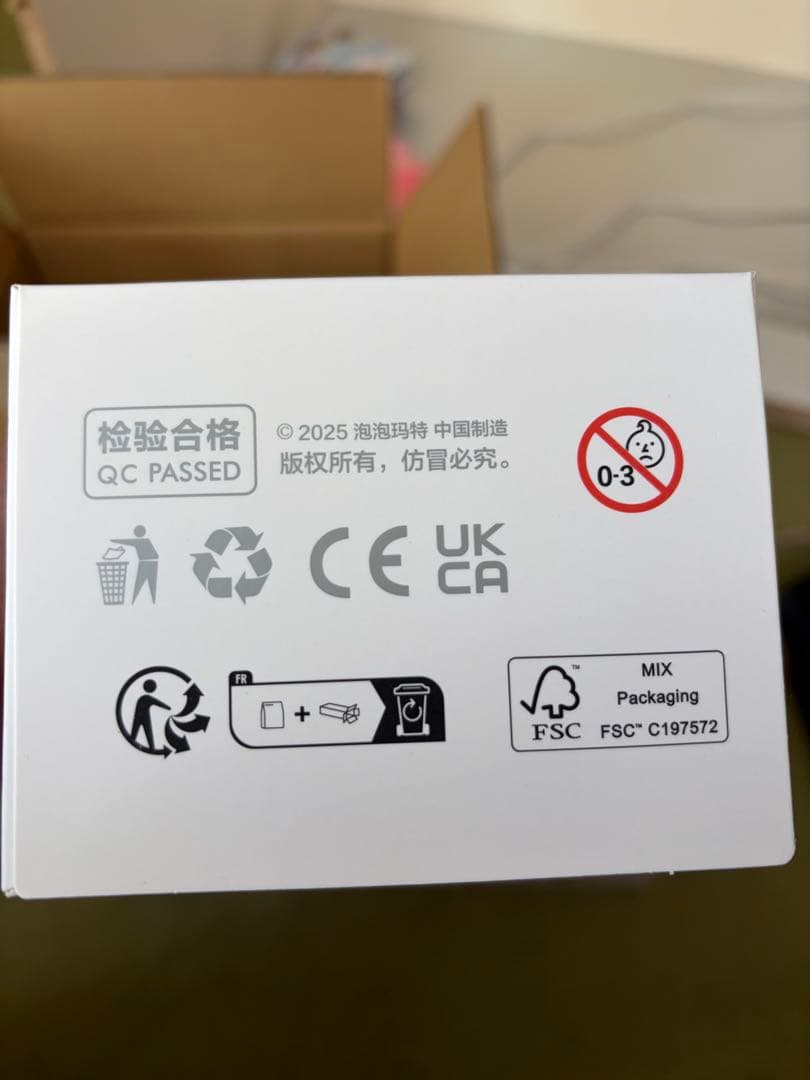 检验合格
QC PASSED
© 2025 泡泡玛特 中国制造
版权所有，仿冒必究。
0-3
CE
UK
CA
FR
+
FSC™
MIX
Packaging
FSC™ C197572